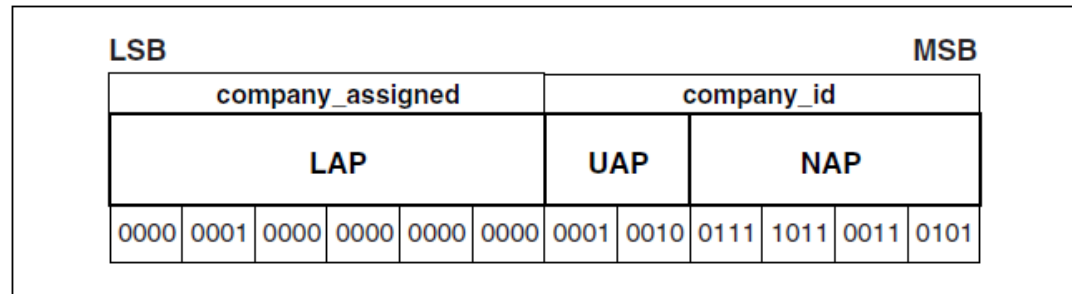 LSB MSB
company_assigned company_id
LAP UAP NAP
0000 0001 0000 0000 0000 0000 0001 0010 0111 1011 0011 0101